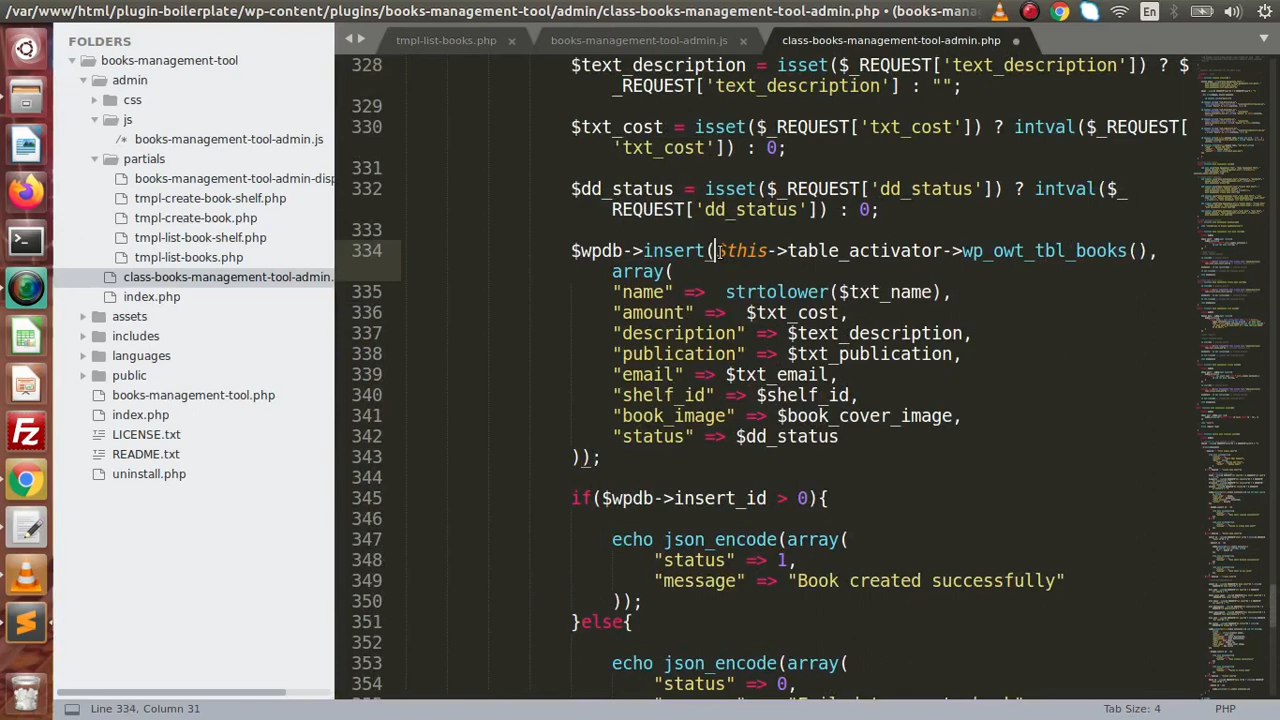 /var/www/html/plugin-boilerplate/wp-content/plugins/books-management-tool/admin/class-books-management-tool-admin.php • (books-mana
En
FOLDERS
books-management-tool
admin
css
js
books-management-tool-admin.js
partials
books-management-tool-admin-disp
tmpl-create-book-shelf.php
tmpl-create-book.php
tmpl-list-book-shelf.php
tmpl-list-books.php
class-books-management-tool-admin.
index.php
assets
includes
languages
public
books-management-tool.php
index.php
LICENSE.txt
README.txt
uninstall.php
tmpl-list-books.php
books-management-tool-admin.js
class-books-management-tool-admin.php
328 $text_description = isset($_REQUEST['text_description']) ? $
_REQUEST['text_description'] : "";
329
330 $txt_cost = isset($_REQUEST['txt_cost']) ? intval($_REQUEST[
'txt_cost']) : 0;
331
332 $dd_status = isset($_REQUEST['dd_status']) ? intval($_
REQUEST['dd_status']) : 0;
333
334 $wpdb->insert($this->table_activator->wp_owt_tbl_books(),
array(
335 "name" => strtolower($txt_name),
336 "amount" => $txt_cost,
337 "description" => $text_description,
338 "publication" => $txt_publication,
339 "email" => $txt_email,
340 "shelf_id" => $shelf_id,
341 "book_image" => $book_cover_image,
342 "status" => $dd_status
343 ));
344
345 if($wpdb->insert_id > 0){
346
347 echo json_encode(array(
348 "status" => 1,
349 "message" => "Book created successfully"
350 ));
351 }else{
352
353 echo json_encode(array(
354 "status" => 0,
Line 334, Column 31
Tab Size: 4
PHP